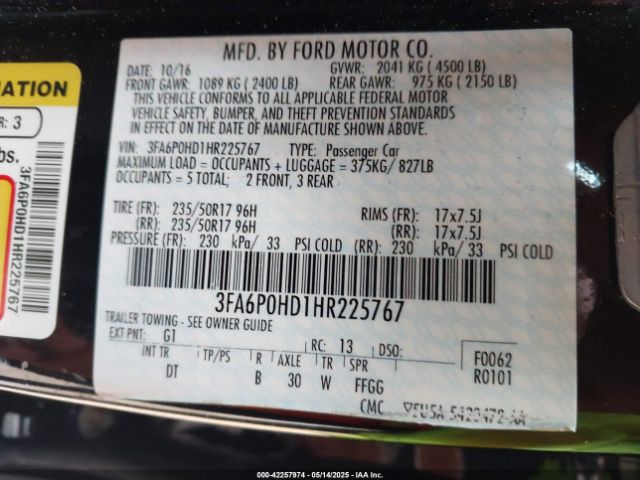 MFD. BY FORD MOTOR CO.
DATE: 10/16 GVWR: 2041 KG ( 4500 LB)
FRONT GAWR: 1089 KG ( 2400 LB) REAR GAWR: 975 KG ( 2150 LB)
THIS VEHICLE CONFORMS TO ALL APPLICABLE FEDERAL MOTOR
VEHICLE SAFETY, BUMPER, AND THEFT PREVENTION STANDARDS
IN EFFECT ON THE DATE OF MANUFACTURE SHOWN ABOVE.
VIN: 3FA6P0HD1HR225767 TYPE: Passenger Car
MAXIMUM LOAD = OCCUPANTS + LUGGAGE = 375KG/ 827LB
OCCUPANTS = 5 TOTAL; 2 FRONT, 3 REAR
TIRE (FR): 235/50R17 96H RIMS (FR): 17x7.5J
(RR): 235/50R17 96H (RR): 17x7.5J
PRESSURE (FR): 230 kPa/ 33 PSI COLD (RR): 230 kPa/ 33 PSI COLD
3FA6P0HD1HR225767
TRAILER TOWING - SEE OWNER GUIDE
EXT PNT: G1 RC: 13 DSO: F0062
R0101
INT TR TP/PS R AXLE TR SPR
DT B 30 W FFGG
CMC
MATION
R: 3
bs.
3FA6P0HD1HR225767
000-42257974 - 05/14/2025 - IAA, Inc.